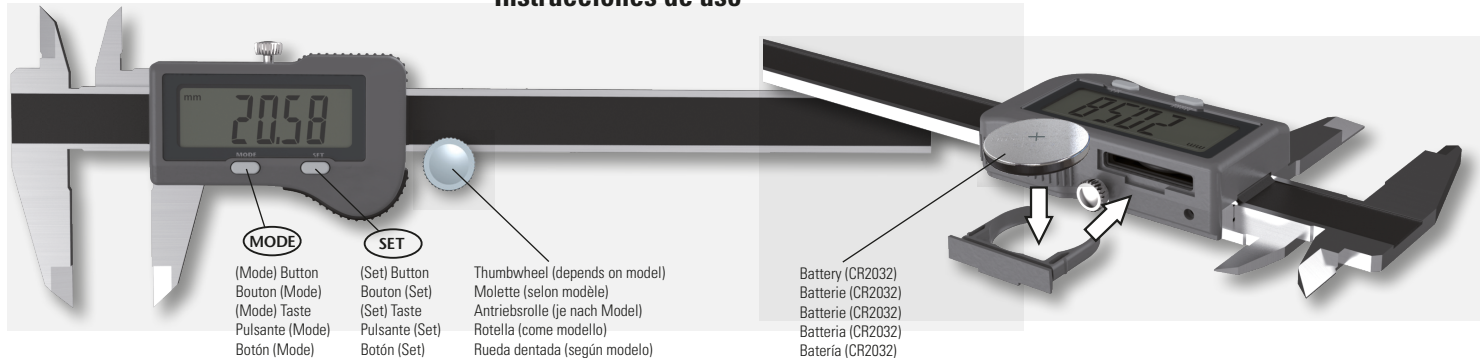 Instrucciones de uso
mm
20.58
MODE SET
MODE
(Mode) Button
Bouton (Mode)
(Mode) Taste
Pulsante (Mode)
Botón (Mode)
SET
(Set) Button
Bouton (Set)
(Set) Taste
Pulsante (Set)
Botón (Set)
Thumbwheel (depends on model)
Molette (selon modèle)
Antriebsrolle (je nach Model)
Rotella (come modello)
Rueda dentada (según modelo)
20.58
mm
+
Battery (CR2032)
Batterie (CR2032)
Batterie (CR2032)
Batteria (CR2032)
Batería (CR2032)